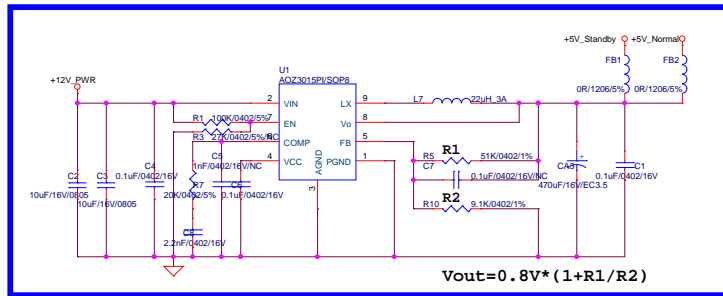 +5V_Standby +5V_Normal
FB1 FB2
0R/1206/5% 0R/1206/5%
U1
AOZ3015PI/SOP8
+12V_PWR
2 VIN LX 9 L7 22uH_3A
R1 100K/0402/5% 7 EN Vo 8
R3 27K/0402/5%/NC 6 COMP FB 5 R1
4 VCC PGND 1
AGND
3
R5 51K/0402/1%
C7 0.1uF/0402/16V/NC
R2
R10 9.1K/0402/1%
C2
10uF/16V/0805
C3
10uF/16V/0805
C4
0.1uF/0402/16V
C5
1nF/0402/16V/NC
R7
20K/0402/5%
C6
0.1uF/0402/16V
C8
2.2nF/0402/16V
CA3
470uF/16V/EC3.5
C1
0.1uF/0402/16V
Vout=0.8V*(1+R1/R2)